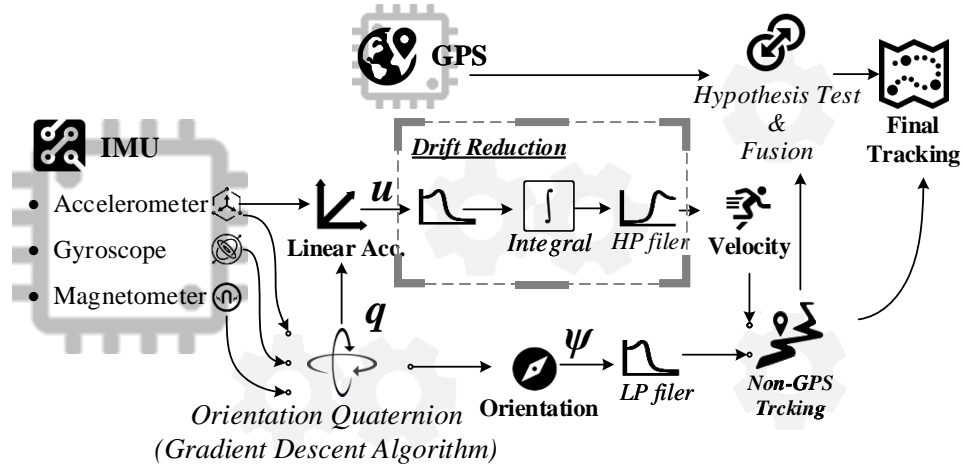 GPS
Hypothesis Test
&
Fusion
Final
Tracking
IMU
Drift Reduction
• Accelerometer
u
∫
Integral
HP filer
Linear Acc.
Velocity
• Gyroscope
• Magnetometer
q
ψ
Orientation
LP filer
Non-GPS
Trcking
Orientation Quaternion
(Gradient Descent Algorithm)